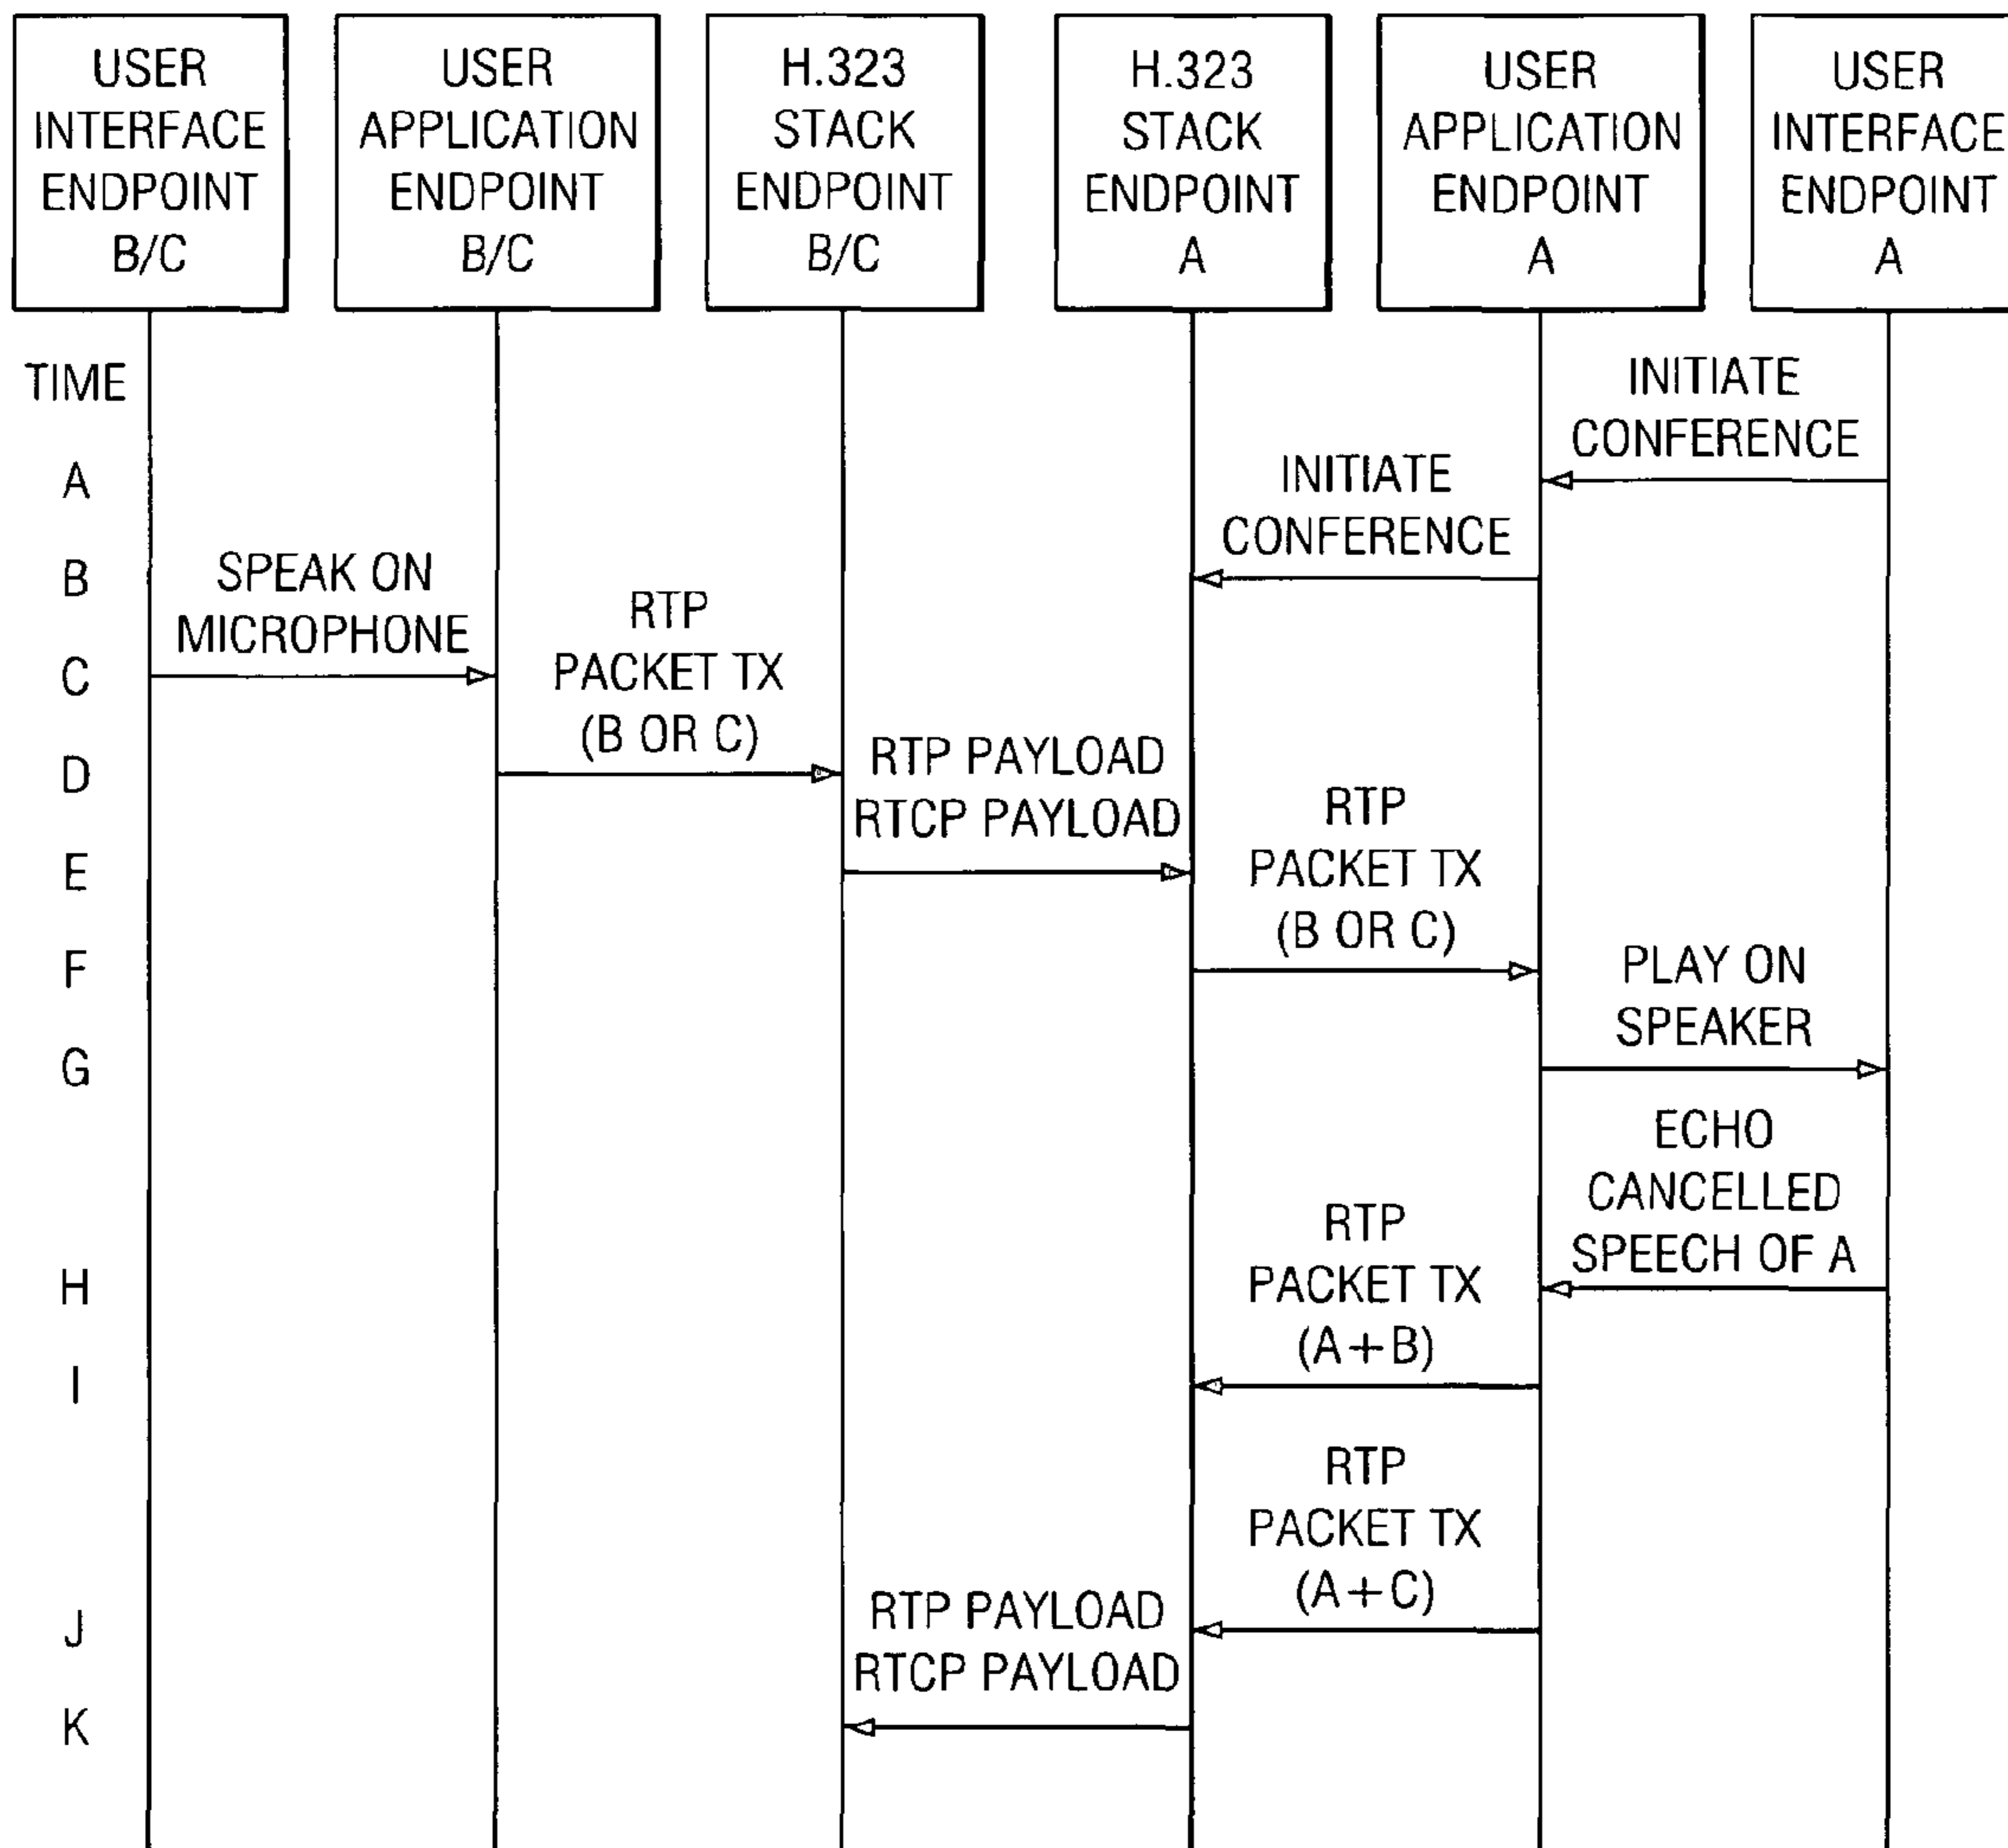 USER
INTERFACE
ENDPOINT
B/C
USER
APPLICATION
ENDPOINT
B/C
H.323
STACK
ENDPOINT
B/C
H.323
STACK
ENDPOINT
A
USER
APPLICATION
ENDPOINT
A
USER
INTERFACE
ENDPOINT
A
TIME
INITIATE
CONFERENCE
A
INITIATE
CONFERENCE
B
SPEAK ON
MICROPHONE
C
RTP
PACKET TX
(B OR C)
D
RTP PAYLOAD
RTCP PAYLOAD
E
RTP
PACKET TX
(B OR C)
F
PLAY ON
SPEAKER
G
ECHO
CANCELLED
SPEECH OF A
H
RTP
PACKET TX
(A+B)
I
RTP
PACKET TX
(A+C)
J
RTP PAYLOAD
RTCP PAYLOAD
K